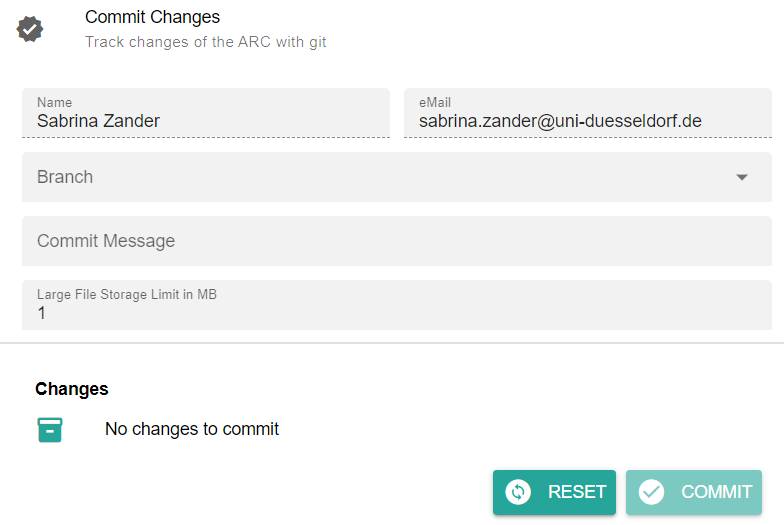 Commit Changes
Track changes of the ARC with git
Name
Sabrina Zander
eMail
sabrina.zander@uni-duesseldorf.de
Branch
Commit Message
Large File Storage Limit in MB
1
Changes
No changes to commit
RESET
COMMIT